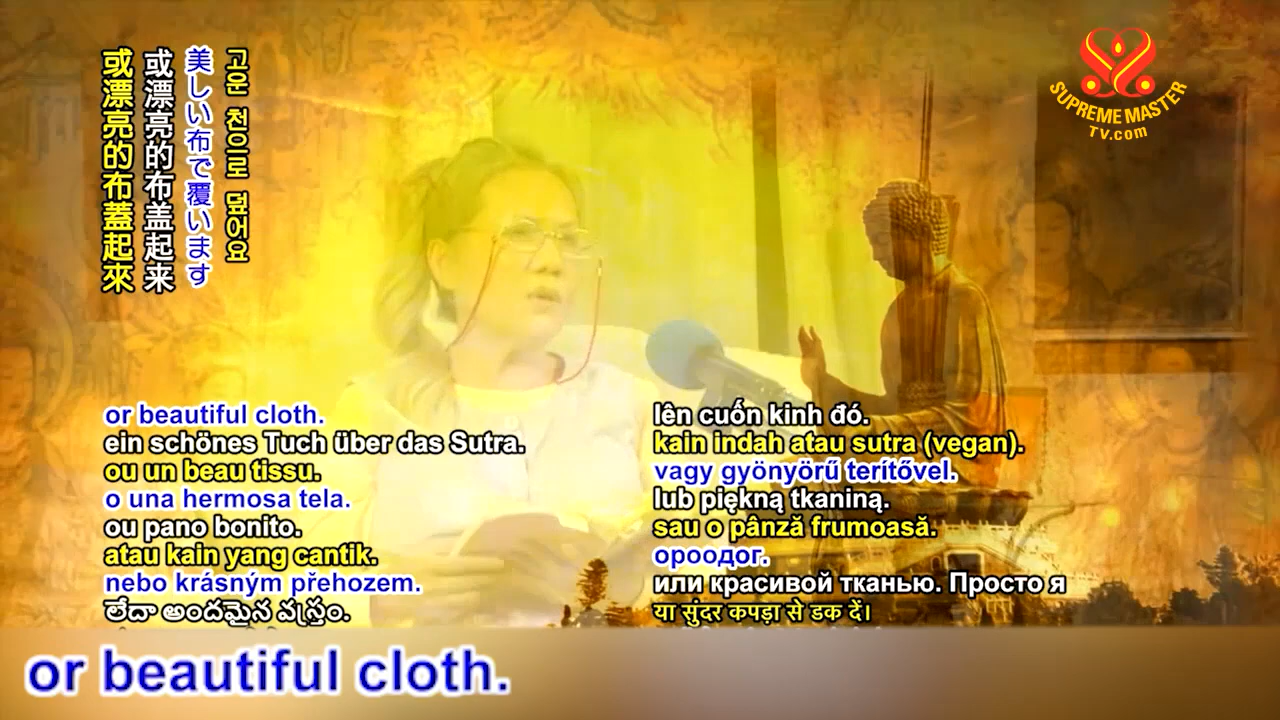 고운 천으로 덮어요
美しい布で覆います
或漂亮的布盖起来
或漂亮的布蓋起來
SUPREME MASTER
TV.com
or beautiful cloth.
ein schönes Tuch über das Sutra.
ou un beau tissu.
o una hermosa tela.
ou pano bonito.
atau kain yang cantik.
nebo krásným přehozem.
లేదా అందమైన వస్త్రం.
lên cuốn kinh đó.
kain indah atau sutra (vegan).
vagy gyönyörű terítővel.
lub piękną tkaniną.
sau o pânză frumoasă.
ороодог.
или красивой тканью. Просто я
या सुंदर कपड़ा से डक दें।
or beautiful cloth.